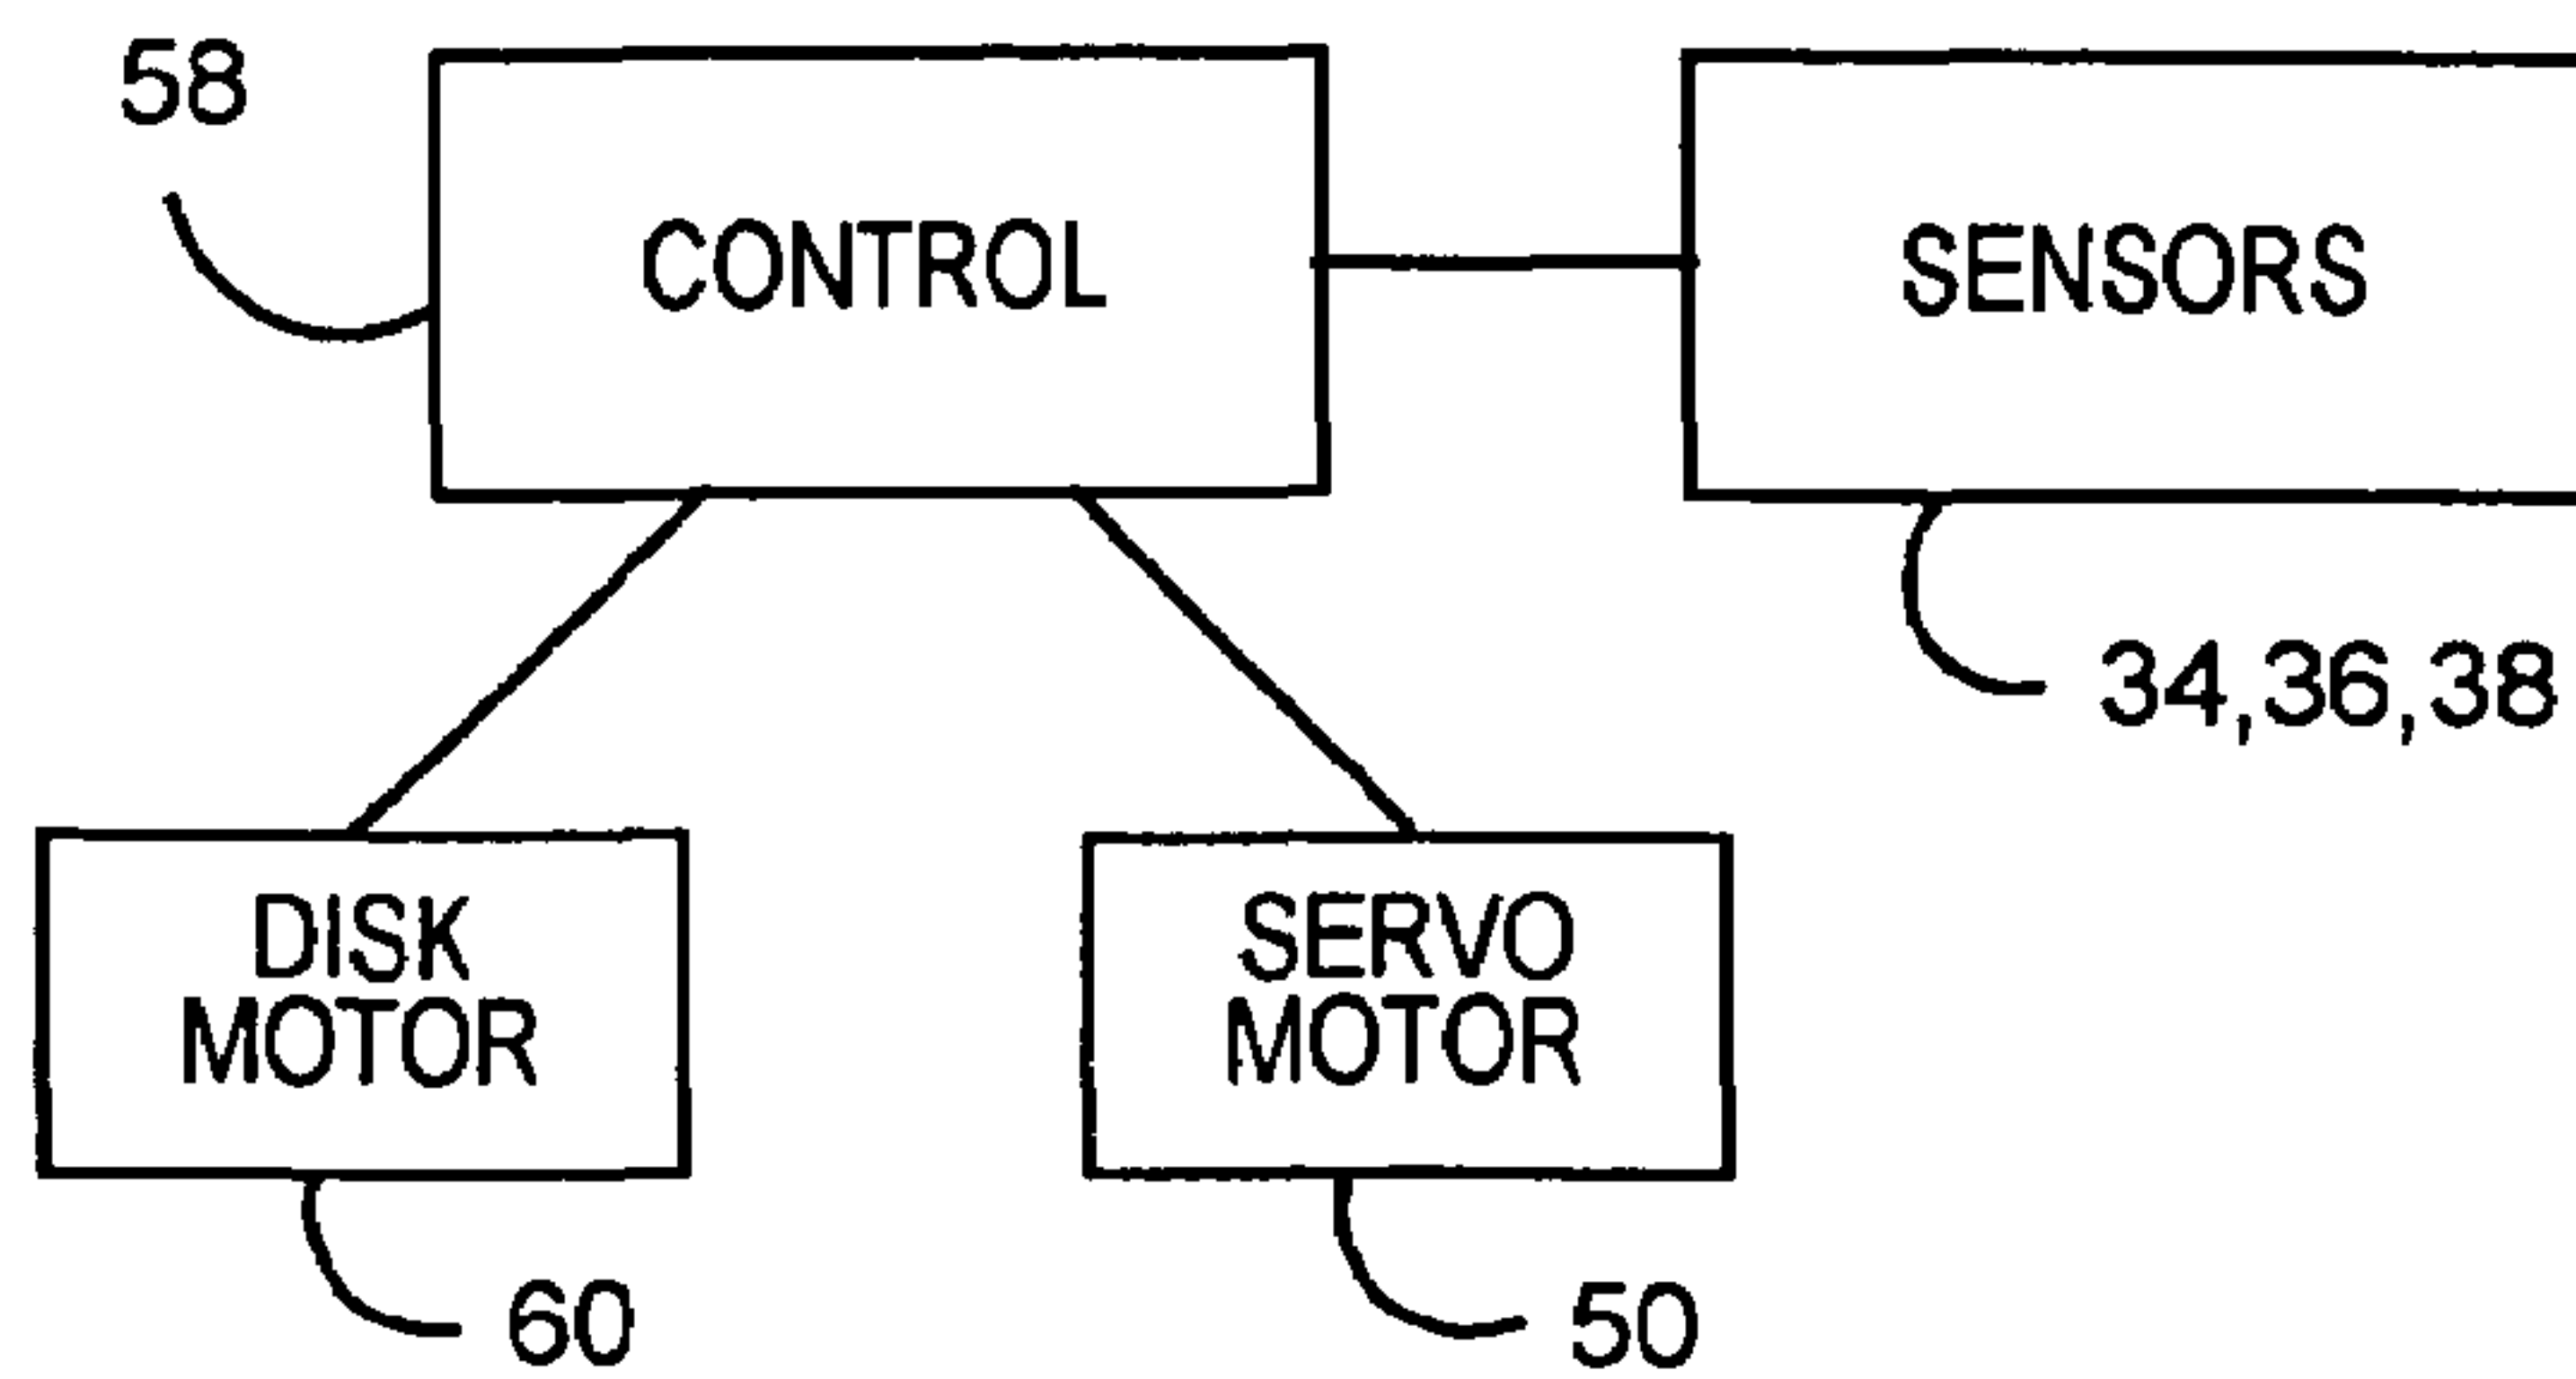 58
CONTROL
SENSORS
34,36,38
DISK
MOTOR
SERVO
MOTOR
60
50